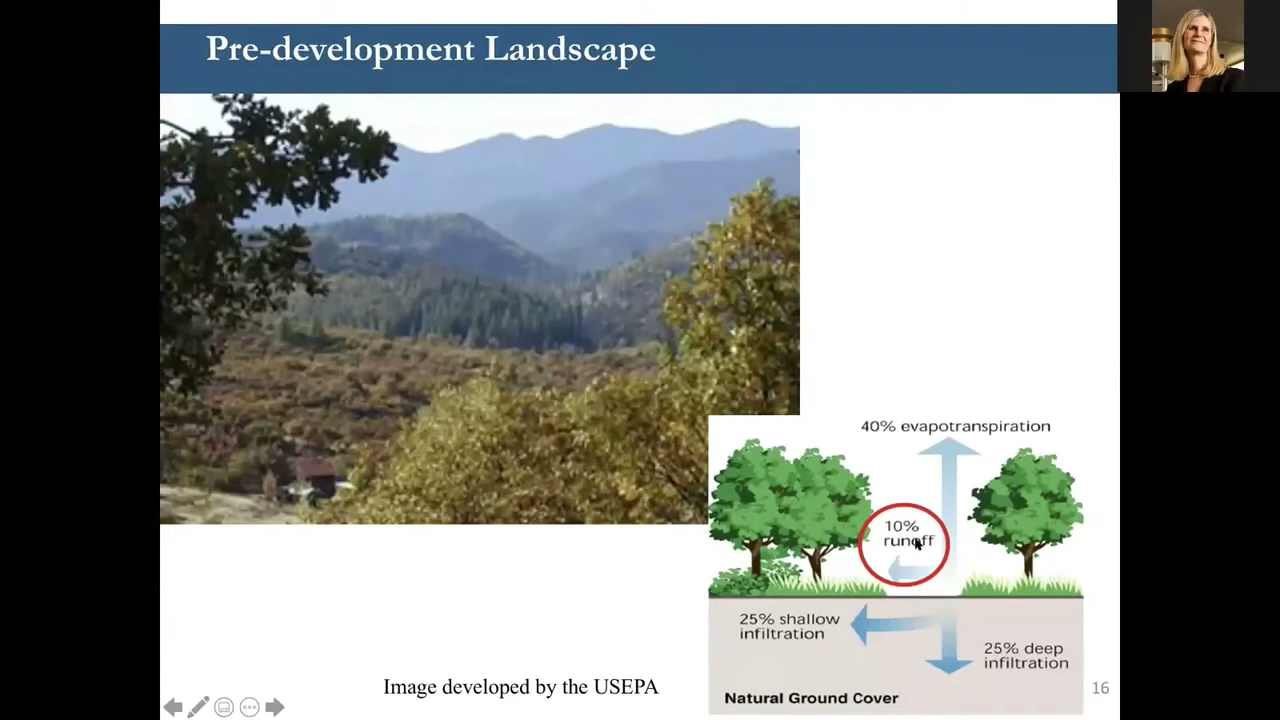 Pre-development Landscape
40% evapotranspiration
10%
runoff
25% shallow
infiltration
25% deep
infiltration
Natural Ground Cover
Image developed by the USEPA
16